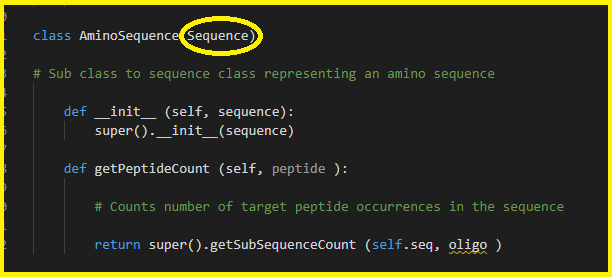 class AminoSequence(Sequence)
# Sub class to sequence class representing an amino sequence
def __init__ (self, sequence):
super().__init__(sequence)
def getPeptideCount (self, peptide ):
# Counts number of target peptide occurrences in the sequence
return super().getSubSequenceCount (self.seq, oligo )